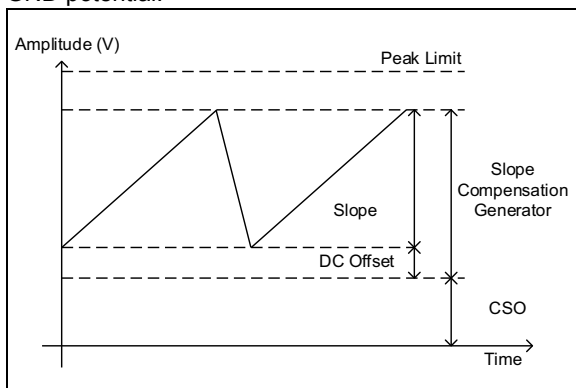 GND potential.
Amplitude (V)
Peak Limit
Slope
Compensation
Generator
Slope
DC Offset
CSO
Time